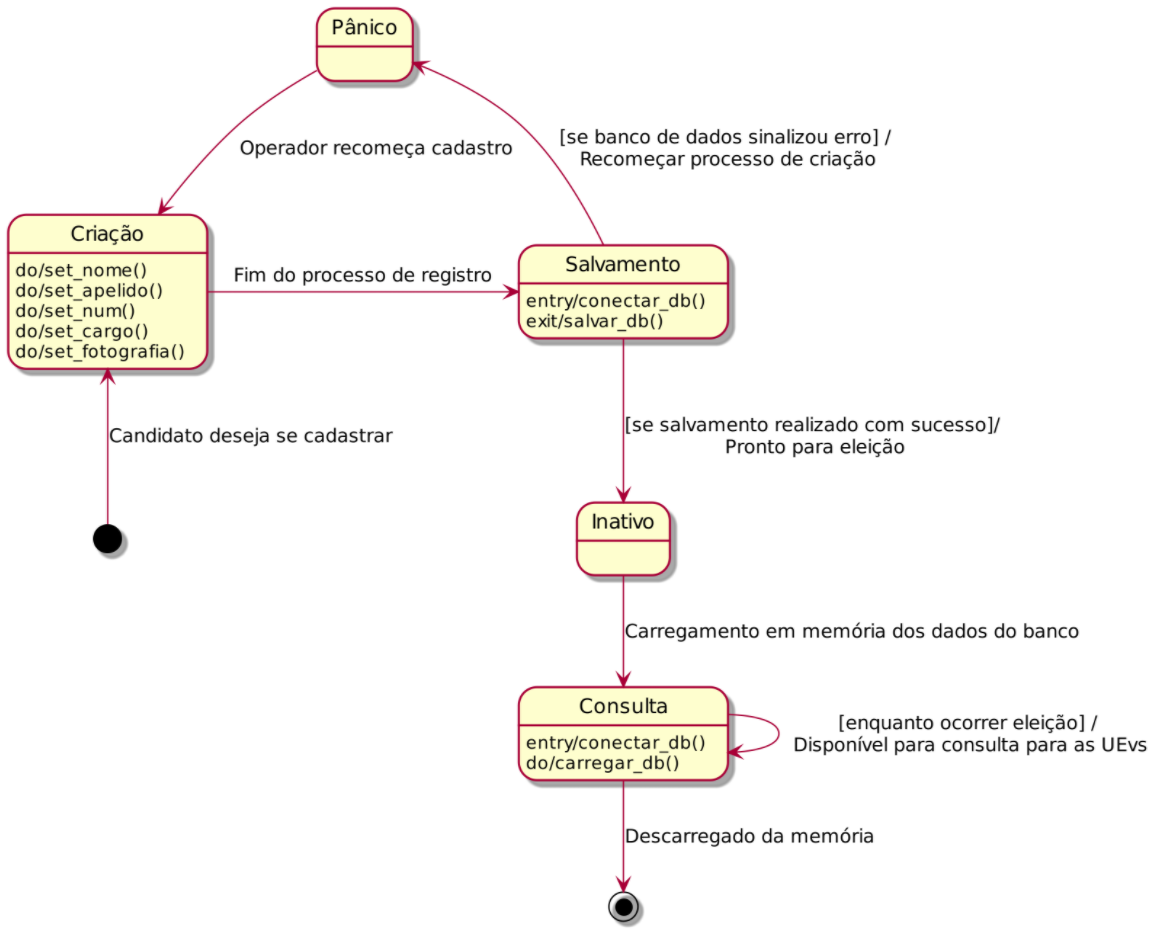 Pânico
[se banco de dados sinalizou erro] /
Recomeçar processo de criação
Operador recomeça cadastro
Criação
do/set_nome()
do/set_apelido()
do/set_num()
do/set_cargo()
do/set_fotografia()
Fim do processo de registro
Salvamento
entry/conectar_db()
exit/salvar_db()
Candidato deseja se cadastrar
[se salvamento realizado com sucesso]/
Pronto para eleição
Inativo
Carregamento em memória dos dados do banco
Consulta
entry/conectar_db()
do/carregar_db()
[enquanto ocorrer eleição] /
Disponível para consulta para as UEvs
Descarregado da memória